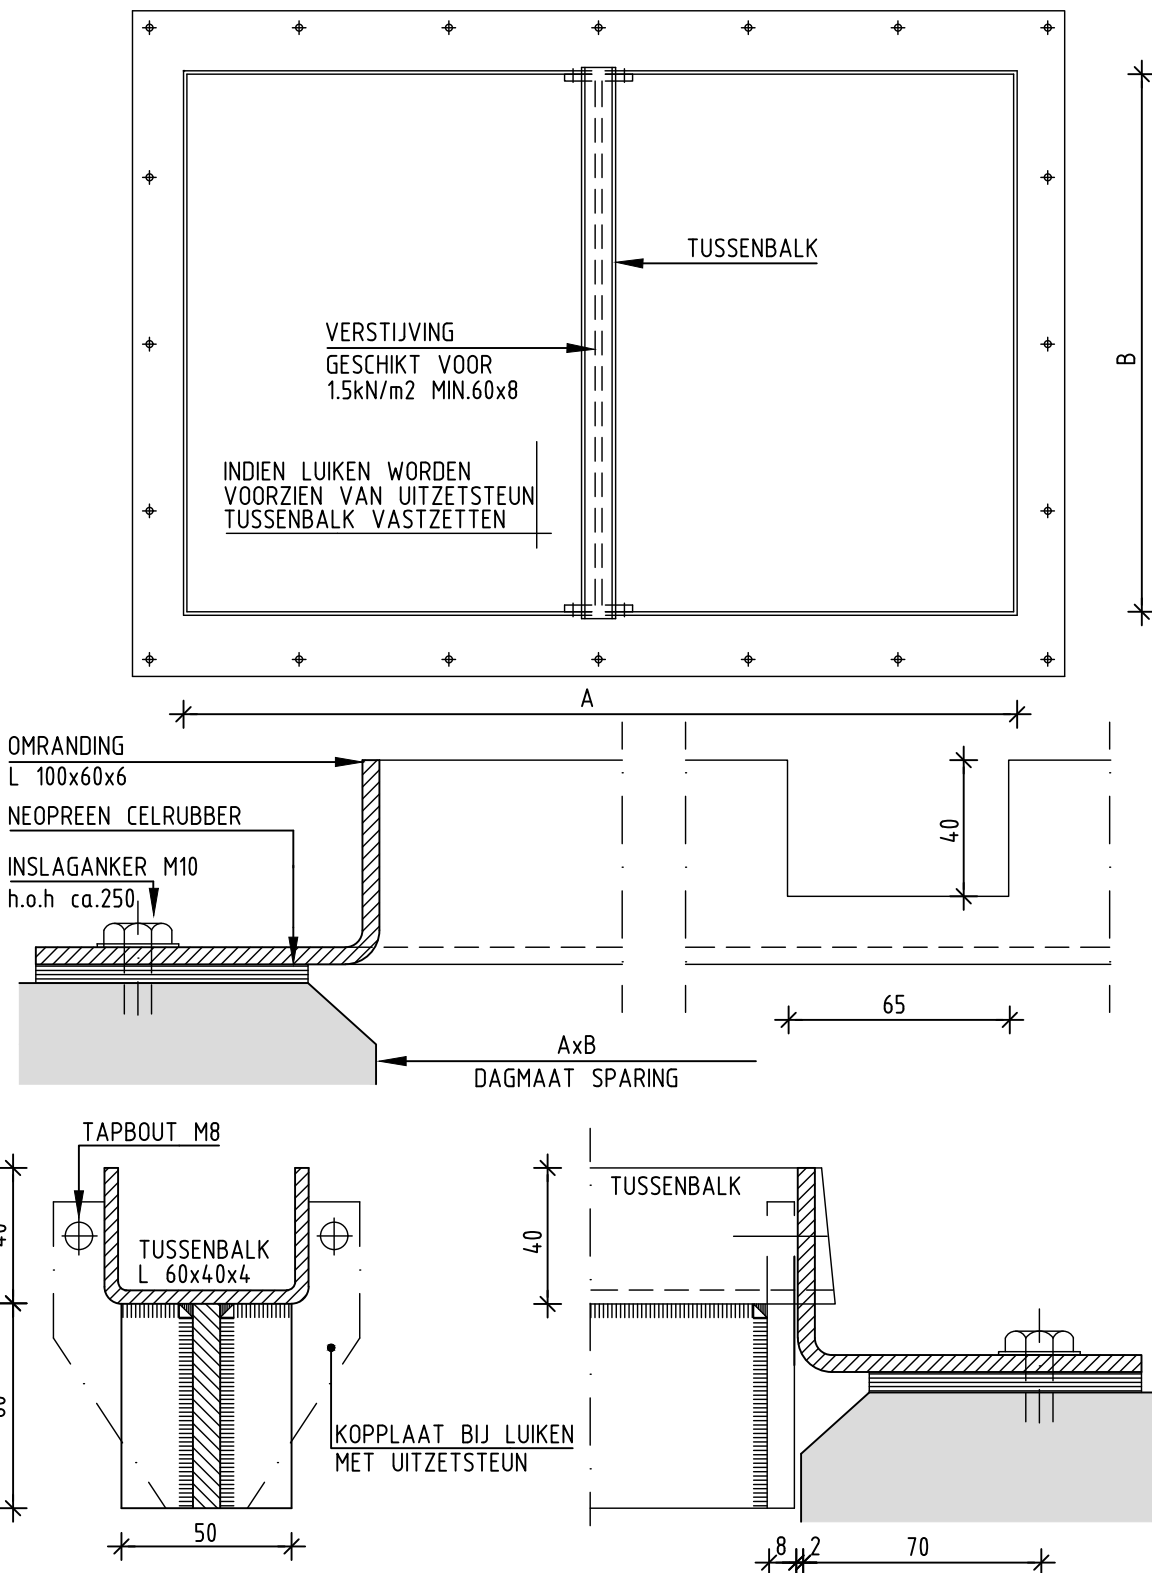 TUSSENBALK
VERSTIJVING
GESCHIKT VOOR
1.5kN/m2 MIN.60x8
B
INDIEN LUIKEN WORDEN
VOORZIEN VAN UITZETSTEUN
TUSSENBALK VASTZETTEN
A
OMRANDING
L 100x60x6
NEOPREEN CELRUBBER
INSLAGANKER M10
h.o.h ca.250
40
65
AxB
DAGMAAT SPARING
TAPBOUT M8
40
TUSSENBALK
L 60x40x4
TUSSENBALK
40
KOPPLAAT BIJ LUIKEN
MET UITZETSTEUN
50
8
2
70